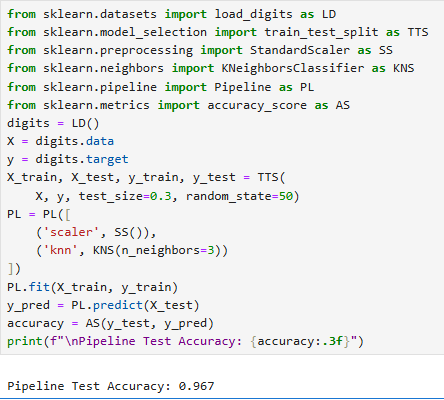 from sklearn.datasets import load_digits as LD
from sklearn.model_selection import train_test_split as TTS
from sklearn.preprocessing import StandardScaler as SS
from sklearn.neighbors import KNeighborsClassifier as KNS
from sklearn.pipeline import Pipeline as PL
from sklearn.metrics import accuracy_score as AS
digits = LD()
X = digits.data
y = digits.target
X_train, X_test, y_train, y_test = TTS(
    X, y, test_size=0.3, random_state=50)
PL = PL([
    ('scaler', SS()),
    ('knn', KNS(n_neighbors=3))
])
PL.fit(X_train, y_train)
y_pred = PL.predict(X_test)
accuracy = AS(y_test, y_pred)
print(f"\nPipeline Test Accuracy: {accuracy:.3f}")
Pipeline Test Accuracy: 0.967